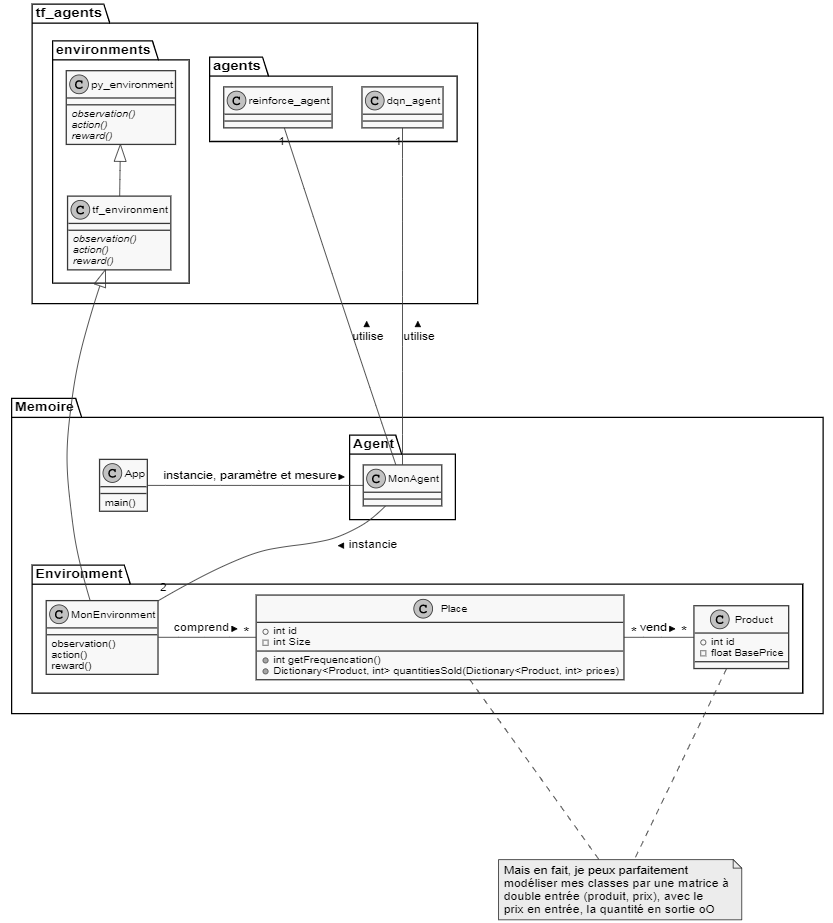 tf_agents
environments
C py_environment
observation()
action()
reward()
C tf_environment
observation()
action()
reward()
agents
C reinforce_agent
C dqn_agent
1
1
utilise
utilise
Memoire
C App
main()
instancie, paramètre et mesure
Agent
C MonAgent
instancie
2
Environment
C MonEnvironment
observation()
action()
reward()
comprend
*
C Place
int id
int Size
int getFrequencation()
Dictionary<Product, int> quantitiesSold(Dictionary<Product, int> prices)
* vend *
C Product
int id
float BasePrice
Mais en fait, je peux parfaitement
modéliser mes classes par une matrice à
double entrée (produit, prix), avec le
prix en entrée, la quantité en sortie oO